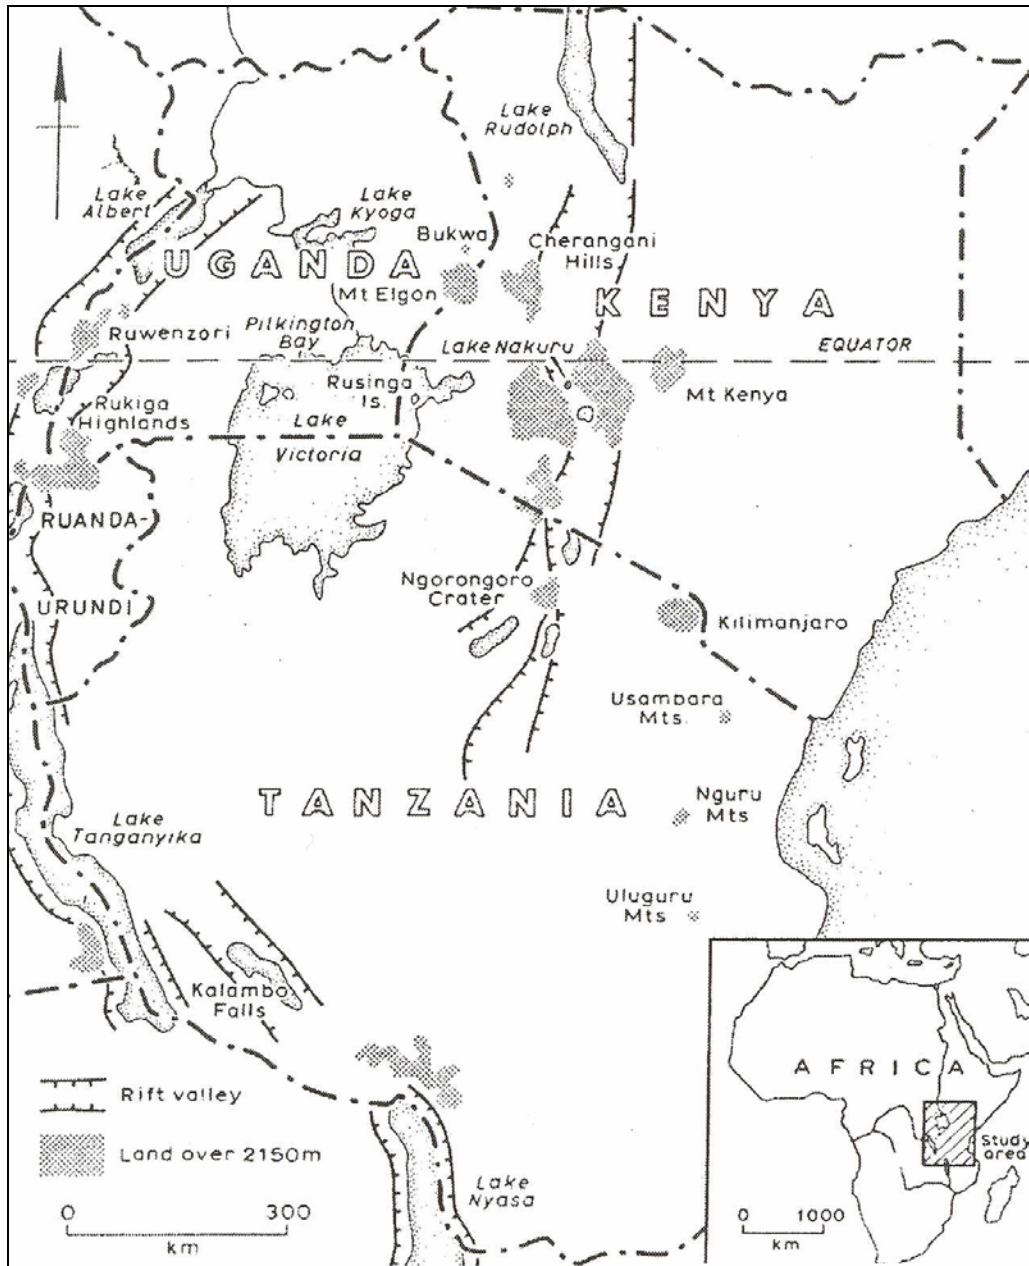 Lake
Rudolph
Lake
Albert
Lake
Kyoga
Bukwa
Cherangani
Hills
UGANDA
Mt Elgon
KENYA
Ruwenzori
Pilkington
Bay
Lake Nakuru
EQUATOR
Rukiga
Highlands
Rusinga
Is.
Mt Kenya
Lake
Victoria
RUANDA-
URUNDI
Ngorongoro
Crater
Kilimanjaro
Usambara
Mts.
TANZANIA
Nguru
Mts
Lake
Tanganyika
Uluguru
Mts
Kalambo
Falls
AFRICA
Study
area
Rift valley
Land over 2150m
Lake
Nyasa
0 300
km
0 1000
km